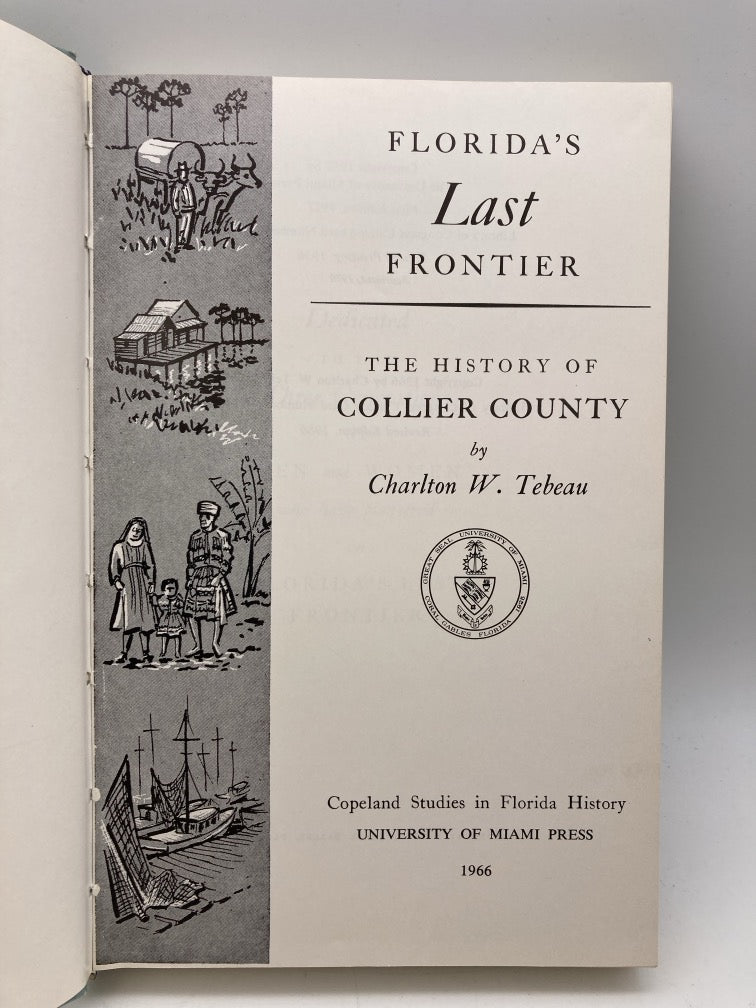 FLORIDA'S
Last
FRONTIER
THE HISTORY OF
COLLIER COUNTY
by
Charlton W. Tebeau
GREAT SEAL UNIVERSITY OF MIAMI
CORAL GABLES FLORIDA 1926
Copeland Studies in Florida History
UNIVERSITY OF MIAMI PRESS
1966